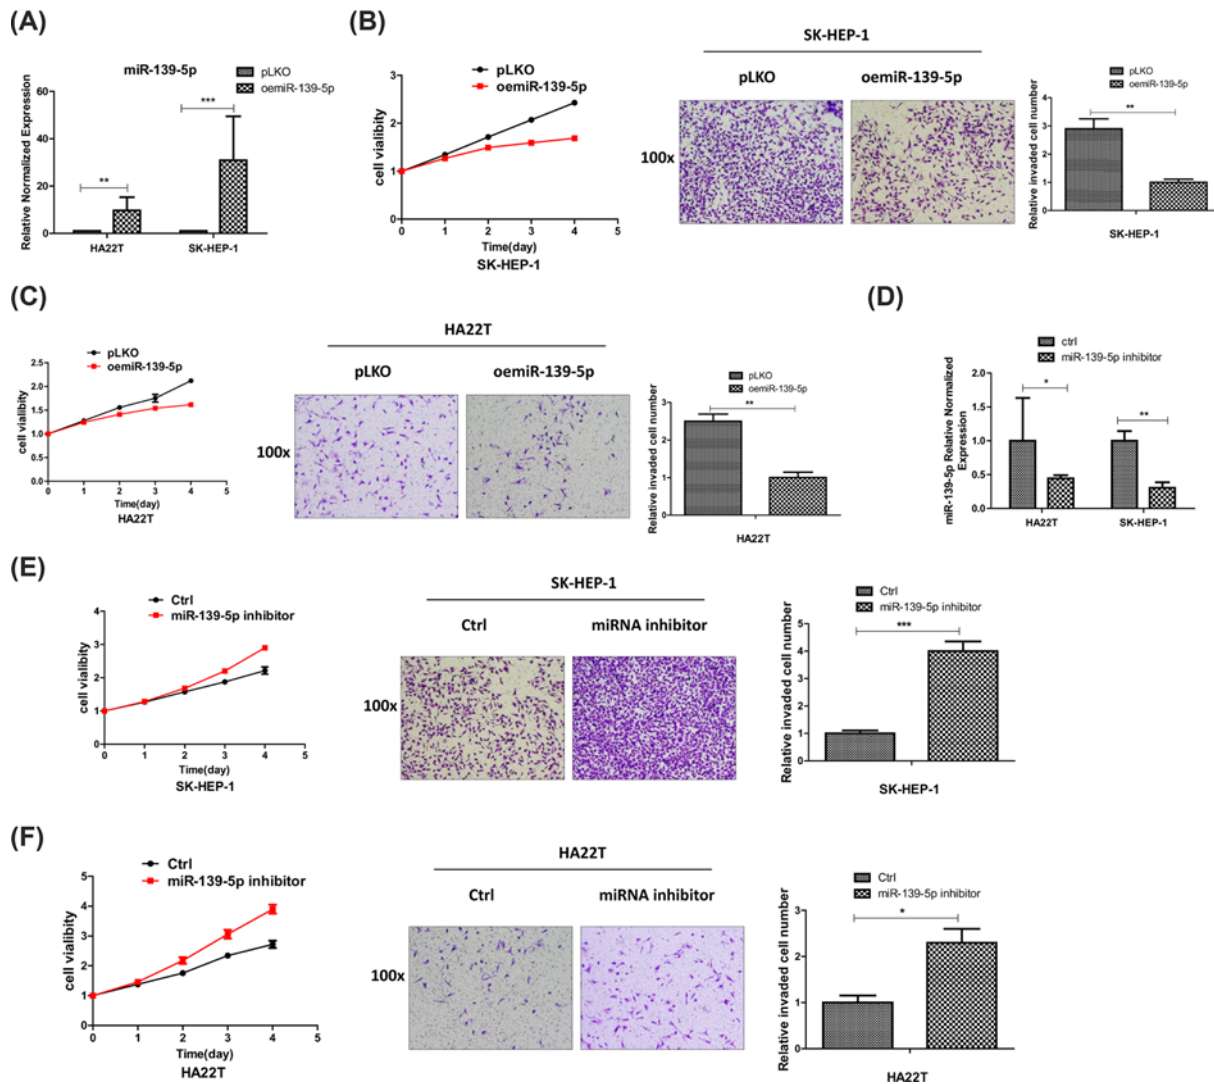 (A)
miR-139-5p
pLKO
oemiR-139-5p
Relative Normalized Expression
60
40
20
0
**
***
HA22T
SK-HEP-1
(B)
pLKO
oemiR-139-5p
cell vialibity
3
2
1
0
0 1 2 3 4 5
Time(day)
SK-HEP-1
SK-HEP-1
pLKO
oemiR-139-5p
100x
pLKO
oemiR-139-5p
Relative invaded cell number
4
3
2
1
0
**
SK-HEP-1
(C)
pLKO
oemiR-139-5p
cell vialibity
2.5
2.0
1.5
1.0
0.5
0.0
0 1 2 3 4 5
Time(day)
HA22T
HA22T
pLKO
oemiR-139-5p
100x
pLKO
oemiR-139-5p
Relative invaded cell number
3
2
1
0
**
HA22T
(D)
ctrl
miR-139-5p inhibitor
miR-139-5p Relative Normalized
Expression
2.0
1.5
1.0
0.5
0.0
*
**
HA22T
SK-HEP-1
(E)
Ctrl
miR-139-5p inhibitor
cell vialibity
4
3
2
1
0
0 1 2 3 4 5
Time(day)
SK-HEP-1
SK-HEP-1
Ctrl
miRNA inhibitor
100x
Ctrl
miR-139-5p inhibitor
Relative invaded cell number
5
4
3
2
1
0
***
SK-HEP-1
(F)
Ctrl
miR-139-5p inhibitor
cell vialibity
5
4
3
2
1
0
0 1 2 3 4 5
Time(day)
HA22T
HA22T
Ctrl
miRNA inhibitor
100x
Ctrl
miR-139-5p inhibitor
Relative invaded cell number
3
2
1
0
*
HA22T